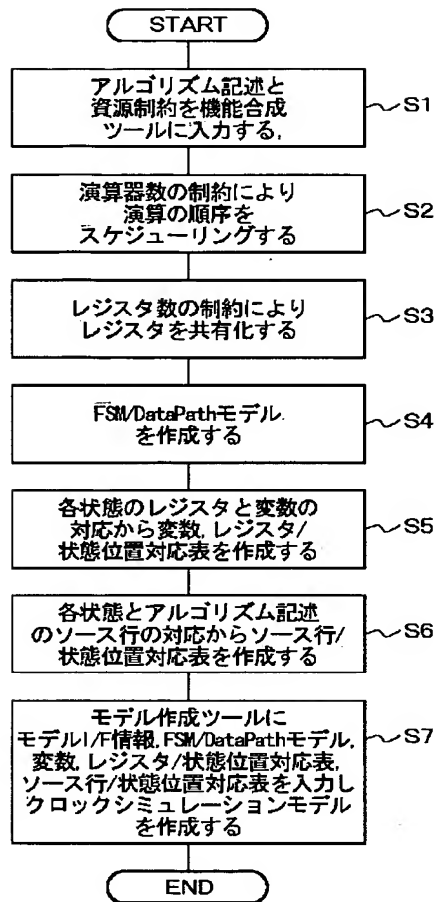 START
アルゴリズム記述と
資源制約を機能合成
ツールに入力する,
S1
演算器数の制約により
演算の順序を
スケジューリングする
S2
レジスタ数の制約により
レジスタを共有化する
S3
FSM/DataPathモデル
を作成する
S4
各状態のレジスタと変数の
対応から変数,レジスタ/
状態位置対応表を作成する
S5
各状態とアルゴリズム記述
のソース行の対応からソース行/
状態位置対応表を作成する
S6
モデル作成ツールに
モデルI/F情報,FSM/DataPathモデル,
変数,レジスタ/状態位置対応表,
ソース行/状態位置対応表を入力し
クロックシミュレーションモデル
を作成する
S7
END